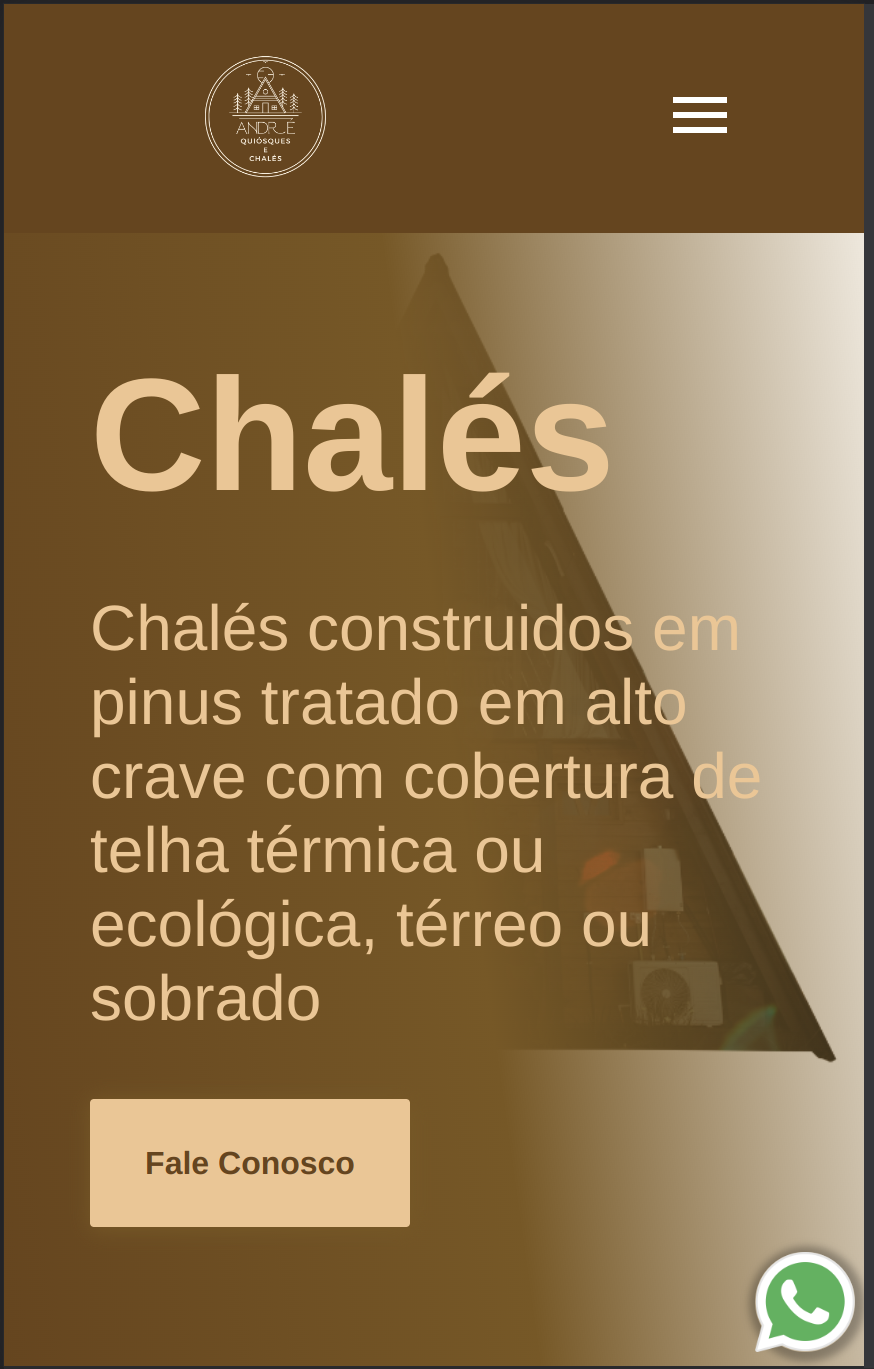 ANDRÉ
QUIÓSQUES
E
CHALÉS
Chalés
Chalés construidos em
pinus tratado em alto
crave com cobertura de
telha térmica ou
ecológica, térreo ou
sobrado
Fale Conosco